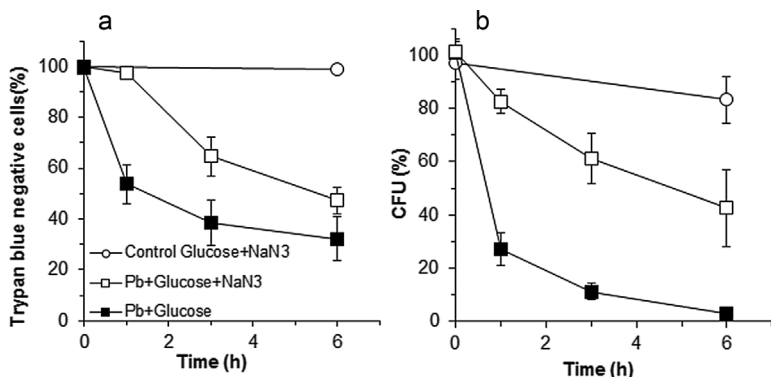 a
Trypan blue negative cells(%)
100
80
60
40
20
0
0
2
4
6
Time (h)
Control Glucose+NaN3
Pb+Glucose+NaN3
Pb+Glucose
b
CFU (%)
100
80
60
40
20
0
0
2
4
6
Time (h)